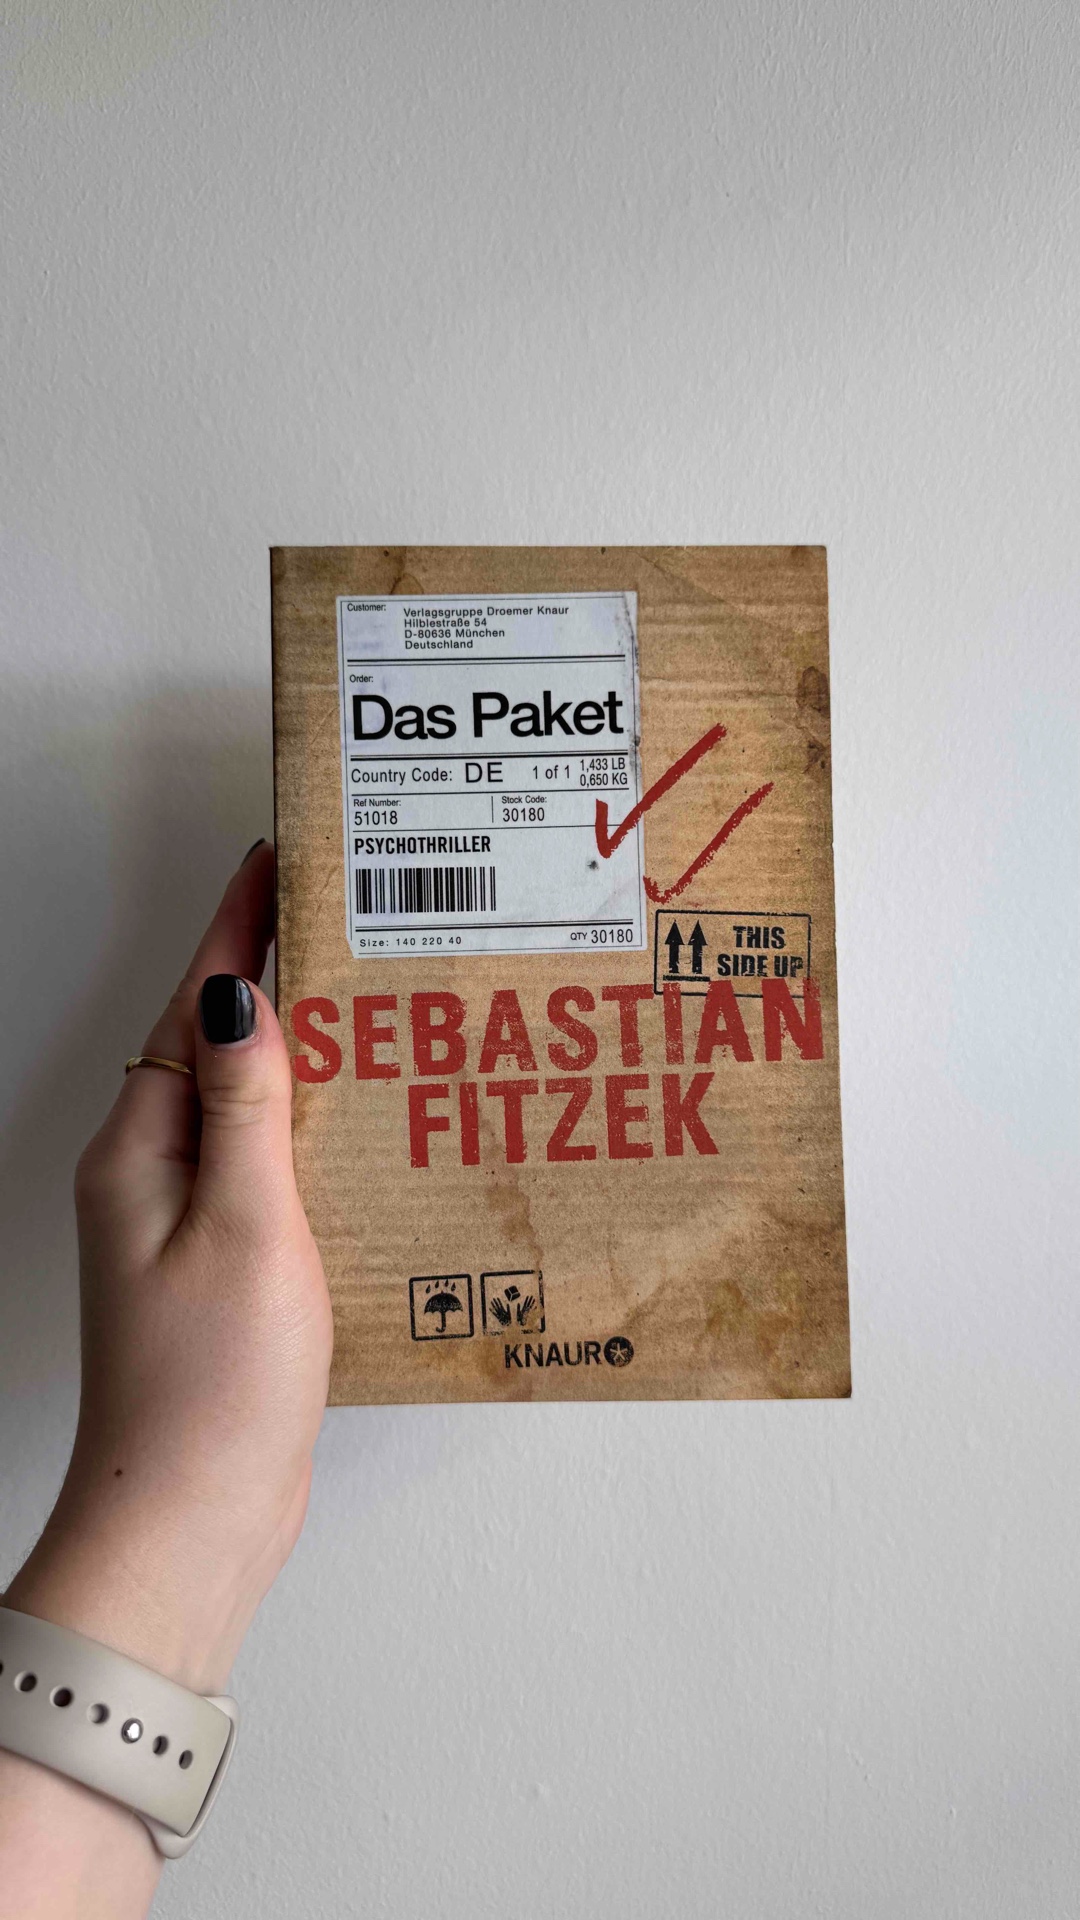 Customer:
Verlagsgruppe Droemer Knaur
Hilblestraße 54
D-80636 München
Deutschland
Order:
Das Paket
Country Code: DE 1 of 1 1,433 LB
0,650 KG
Ref Number: Stock Code:
51018 30180
PSYCHOTHRILLER
Size: 140 220 40 QTY 30180
THIS
SIDE UP
SEBASTIAN
FITZEK
KNAUR